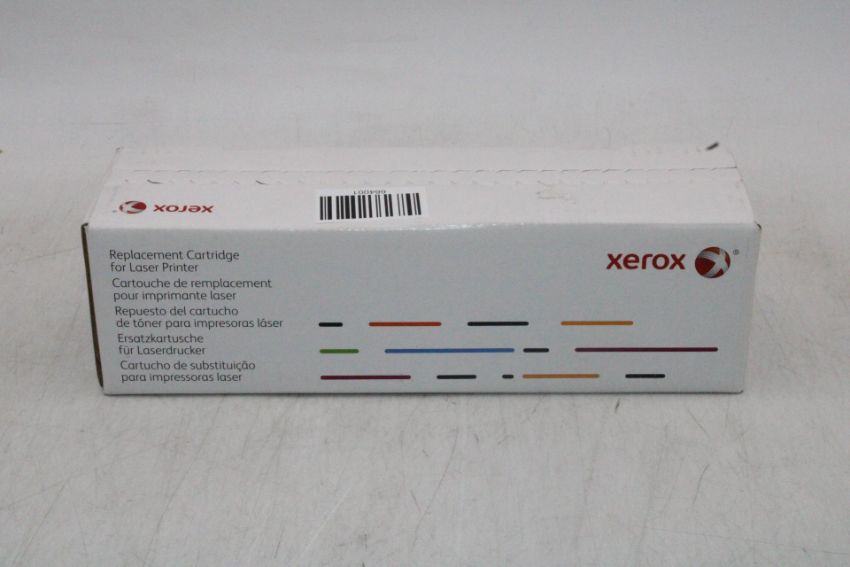 xerox
664001
Replacement Cartridge
for Laser Printer
xerox ®
Cartouche de remplacement
pour imprimante laser
Repuesto del cartucho
de tóner para impresoras láser
Ersatzkartusche
für Laserdrucker
Cartucho de substituição
para impressoras laser